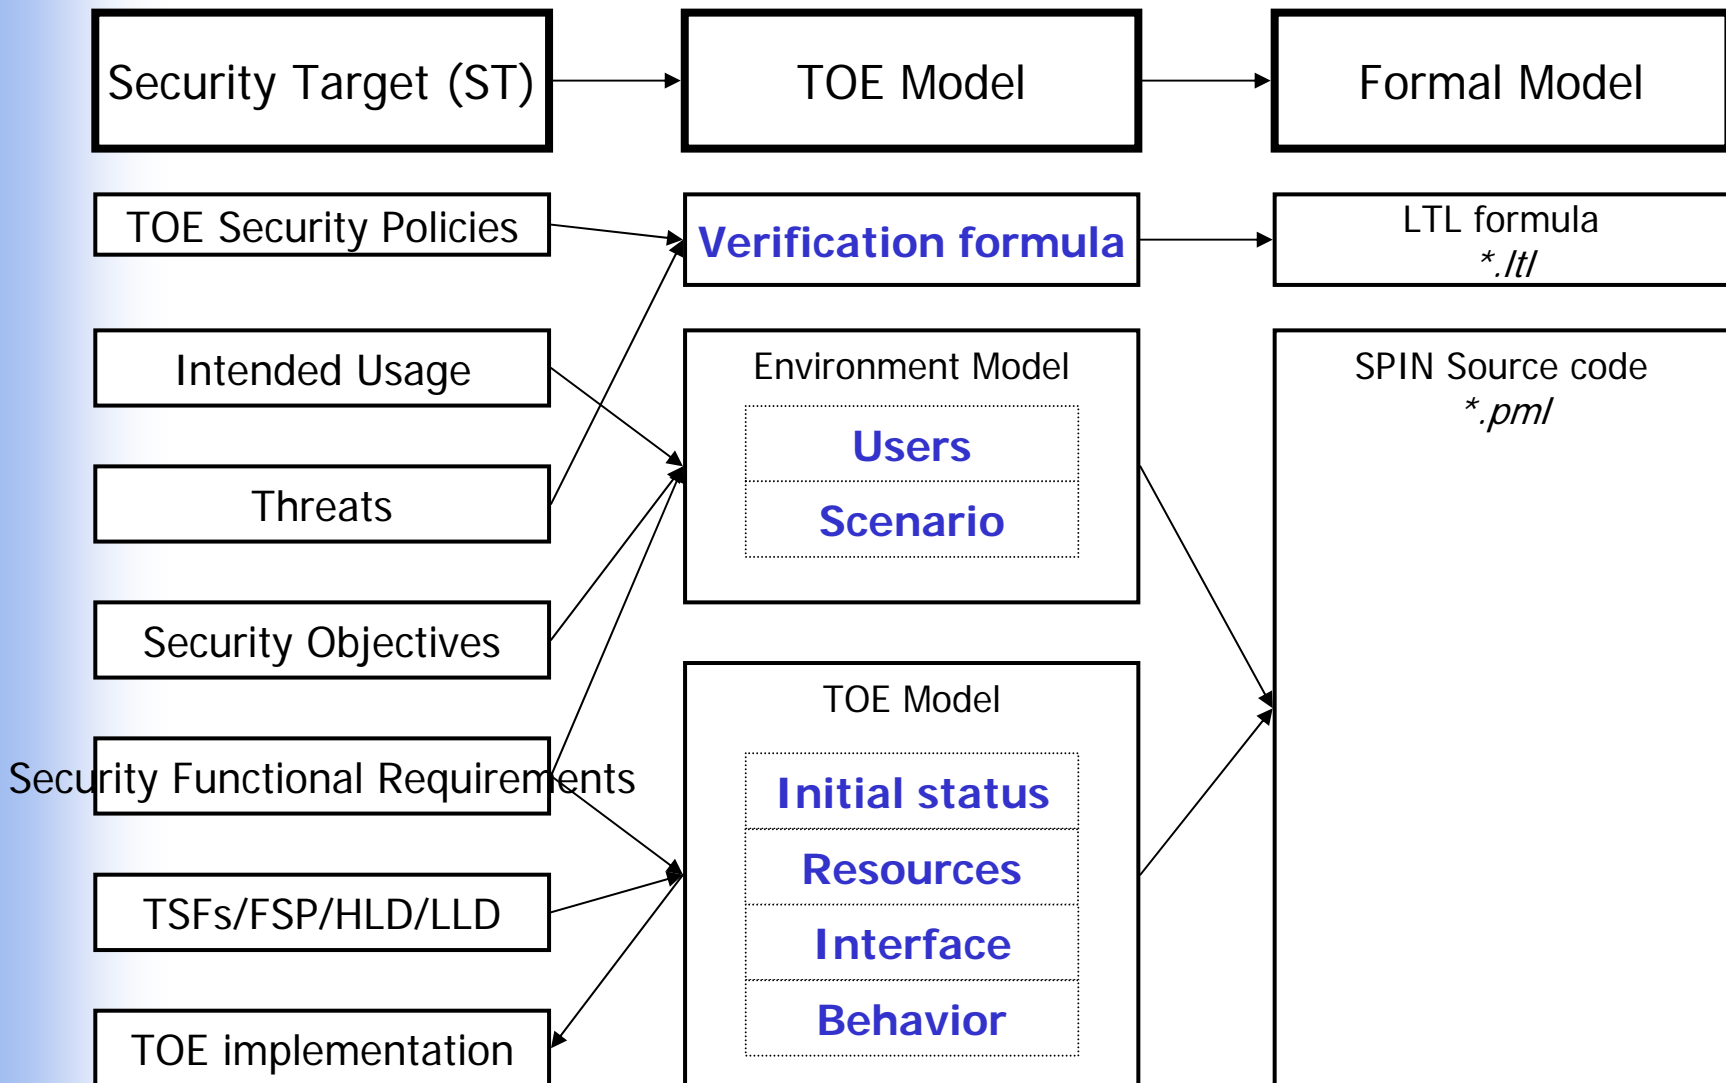 Security Target (ST)
TOE Model
Formal Model
TOE Security Policies
Verification formula
LTL formula
*.ltl
Intended Usage
Environment Model
SPIN Source code
*.pml
Users
Scenario
Threats
Security Objectives
TOE Model
Security Functional Requirements
Initial status
Resources
TSFs/FSP/HLD/LLD
Interface
Behavior
TOE implementation